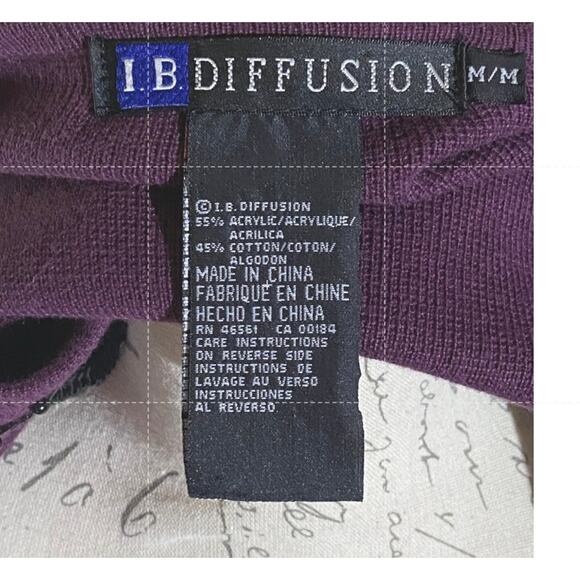 I.B. DIFFUSION M/M
© I.B. DIFFUSION
55% ACRYLIC/ACRYLIQUE/
ACRILICA
45% COTTON/COTON/
ALGODON
MADE IN CHINA
FABRIQUE EN CHINE
HECHO EN CHINA
RN 46561 CA 00184
CARE INSTRUCTIONS
ON REVERSE SIDE
INSTRUCTIONS DE
LAVAGE AU VERSO
INSTRUCCIONES
AL REVERSO